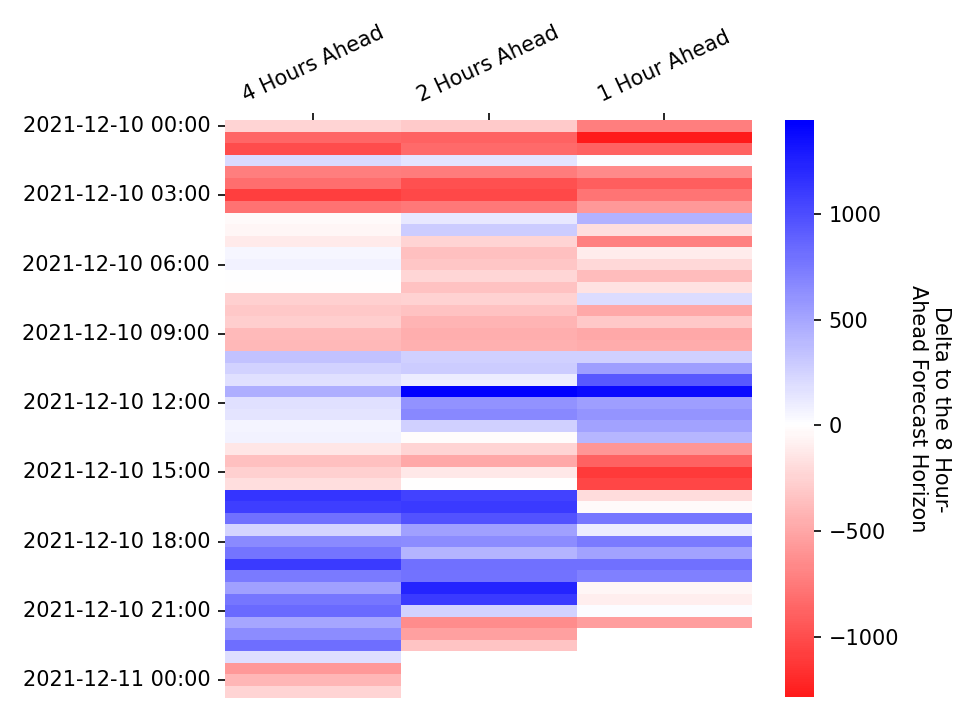 4 Hours Ahead
2 Hours Ahead
1 Hour Ahead
2021-12-10 00:00
2021-12-10 03:00
2021-12-10 06:00
2021-12-10 09:00
2021-12-10 12:00
2021-12-10 15:00
2021-12-10 18:00
2021-12-10 21:00
2021-12-11 00:00
1000
500
0
−500
−1000
Delta to the 8 Hour-
Ahead Forecast Horizon